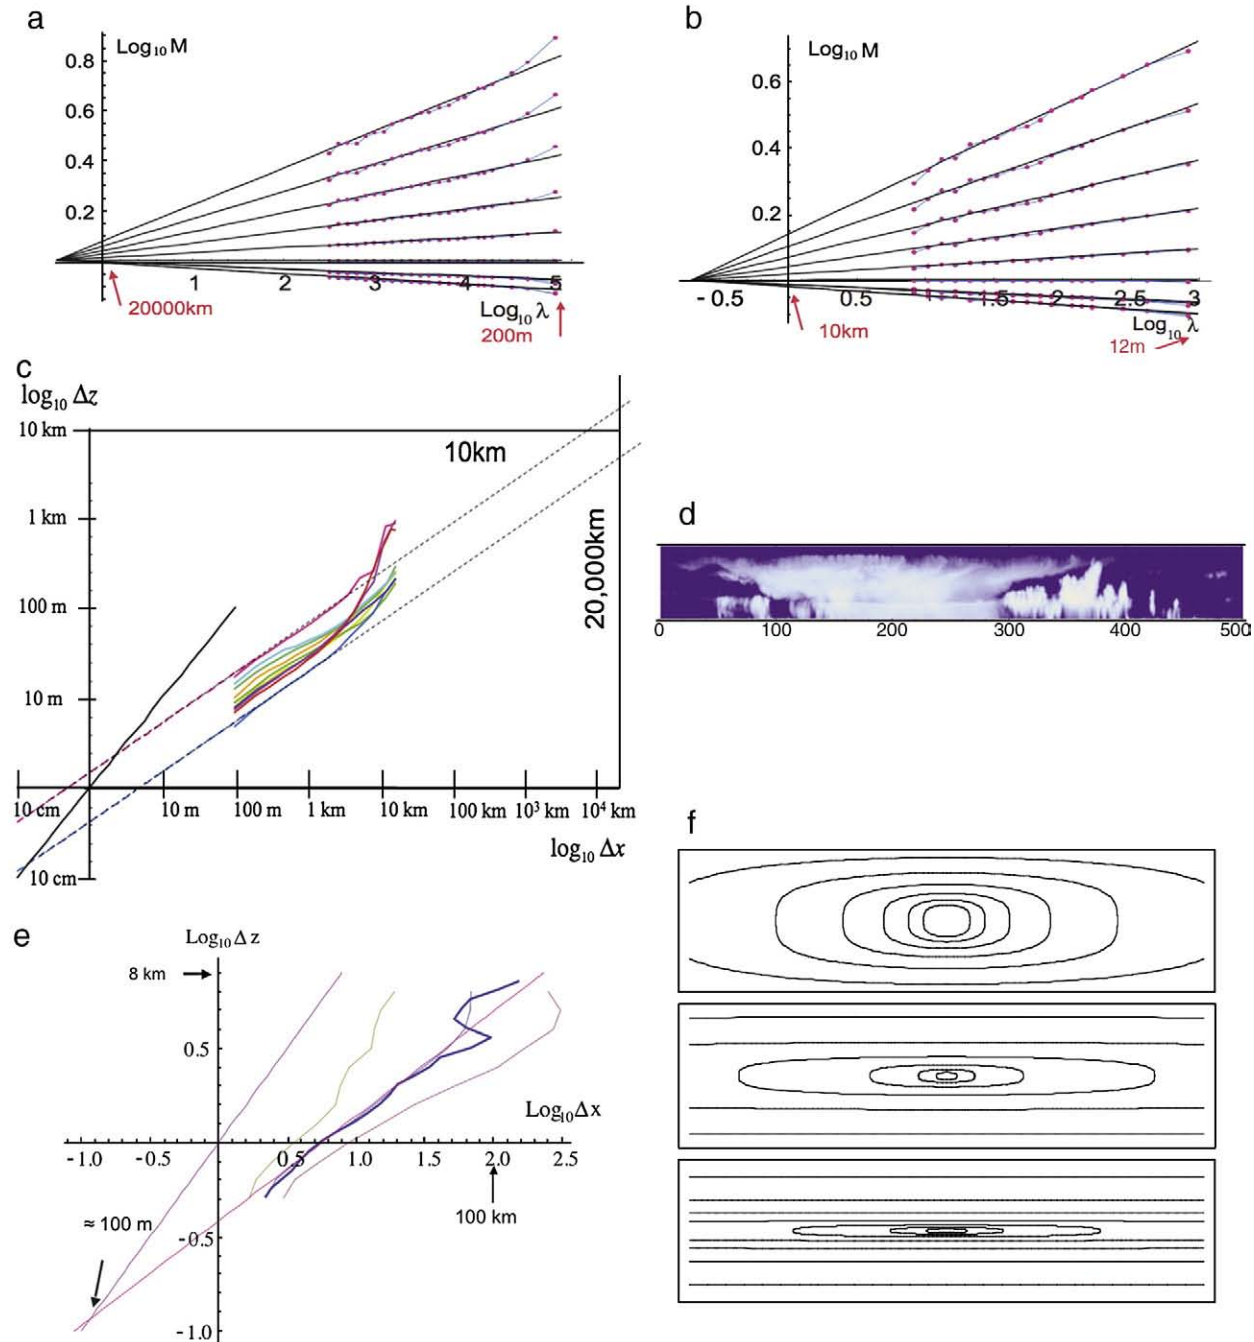 a
Log₁₀ M
0.8
0.6
0.4
0.2
1
2
3
4
5
Log₁₀ λ
20000km
200m
b
Log₁₀ M
0.6
0.4
0.2
-0.5
0.5
1
1.5
2
2.5
3
Log₁₀ λ
10km
12m
c
log₁₀ Δz
10 km
10km
1 km
100 m
10 m
20,000km
10 cm
10 m
100 m
1 km
10 km
100 km
10³ km
10⁴ km
log₁₀ Δx
10 cm
d
0
100
200
300
400
500
e
Log₁₀ Δ z
8 km
0.5
Log₁₀Δx
-1.0
-0.5
0.5
1.0
1.5
2.0
2.5
≈ 100 m
100 km
-0.5
-1.0
f